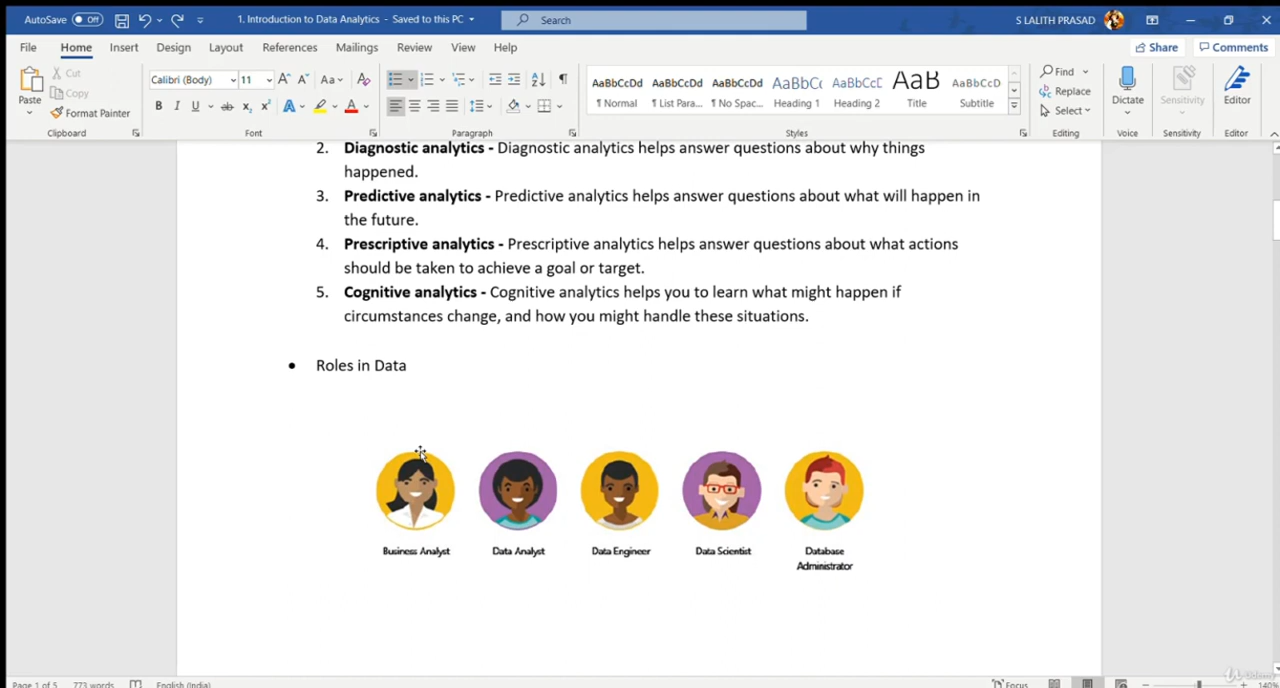 AutoSave Off 1. Introduction to Data Analytics - Saved to this PC Search S LALITH PRASAD
File Home Insert Design Layout References Mailings Review View Help Share Comments
Paste Cut Copy Format Painter
Calibri (Body) 11 Aa
B I U ab x₂ x² A A
AaBbCcDd AaBbCcDd AaBbCcDd AaBbC( AaBbCcD AaB AaBbCcD
¶ Normal ¶ List Para... ¶ No Spac... Heading 1 Heading 2 Title Subtitle
Find Replace Select
Dictate Sensitivity Editor
Clipboard Font Paragraph Styles Editing Voice Sensitivity Editor
2. Diagnostic analytics - Diagnostic analytics helps answer questions about why things
happened.
3. Predictive analytics - Predictive analytics helps answer questions about what will happen in
the future.
4. Prescriptive analytics - Prescriptive analytics helps answer questions about what actions
should be taken to achieve a goal or target.
5. Cognitive analytics - Cognitive analytics helps you to learn what might happen if
circumstances change, and how you might handle these situations.
• Roles in Data
Business Analyst Data Analyst Data Engineer Data Scientist Database
Administrator
Page 1 of 5 773 words English (India) Focus 140%
Udemy